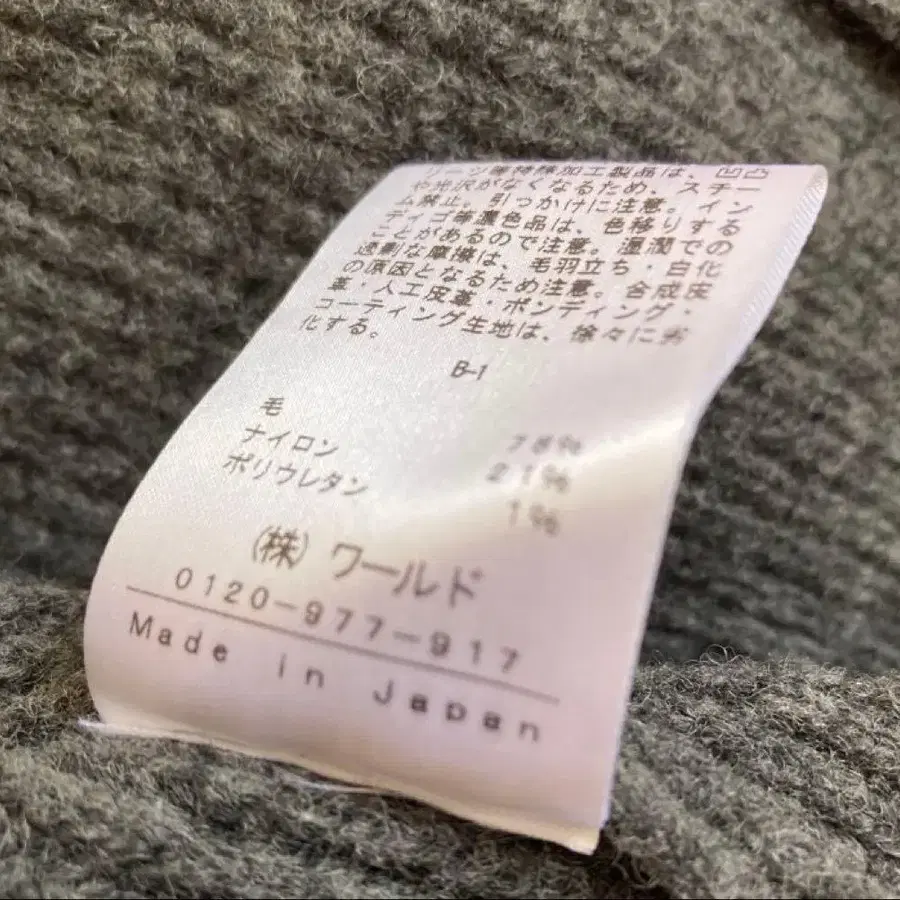 リーツ等特殊加工製品は、凹凸
や光沢がなくなるため、スチー
ム禁止。引っかけに注意。イン
ディゴ等濃色品は、色移りする
ことがあるので注意。湿潤での
過剰な摩擦は、毛羽立ち・白化
の原因となるため注意。合成皮
革・人工皮革・ボンディング・
コーティング生地は、徐々に劣
化する。
B-1
毛 78%
ナイロン 21%
ポリウレタン 1%
(株)ワールド
0120-977-917
Made in Japan